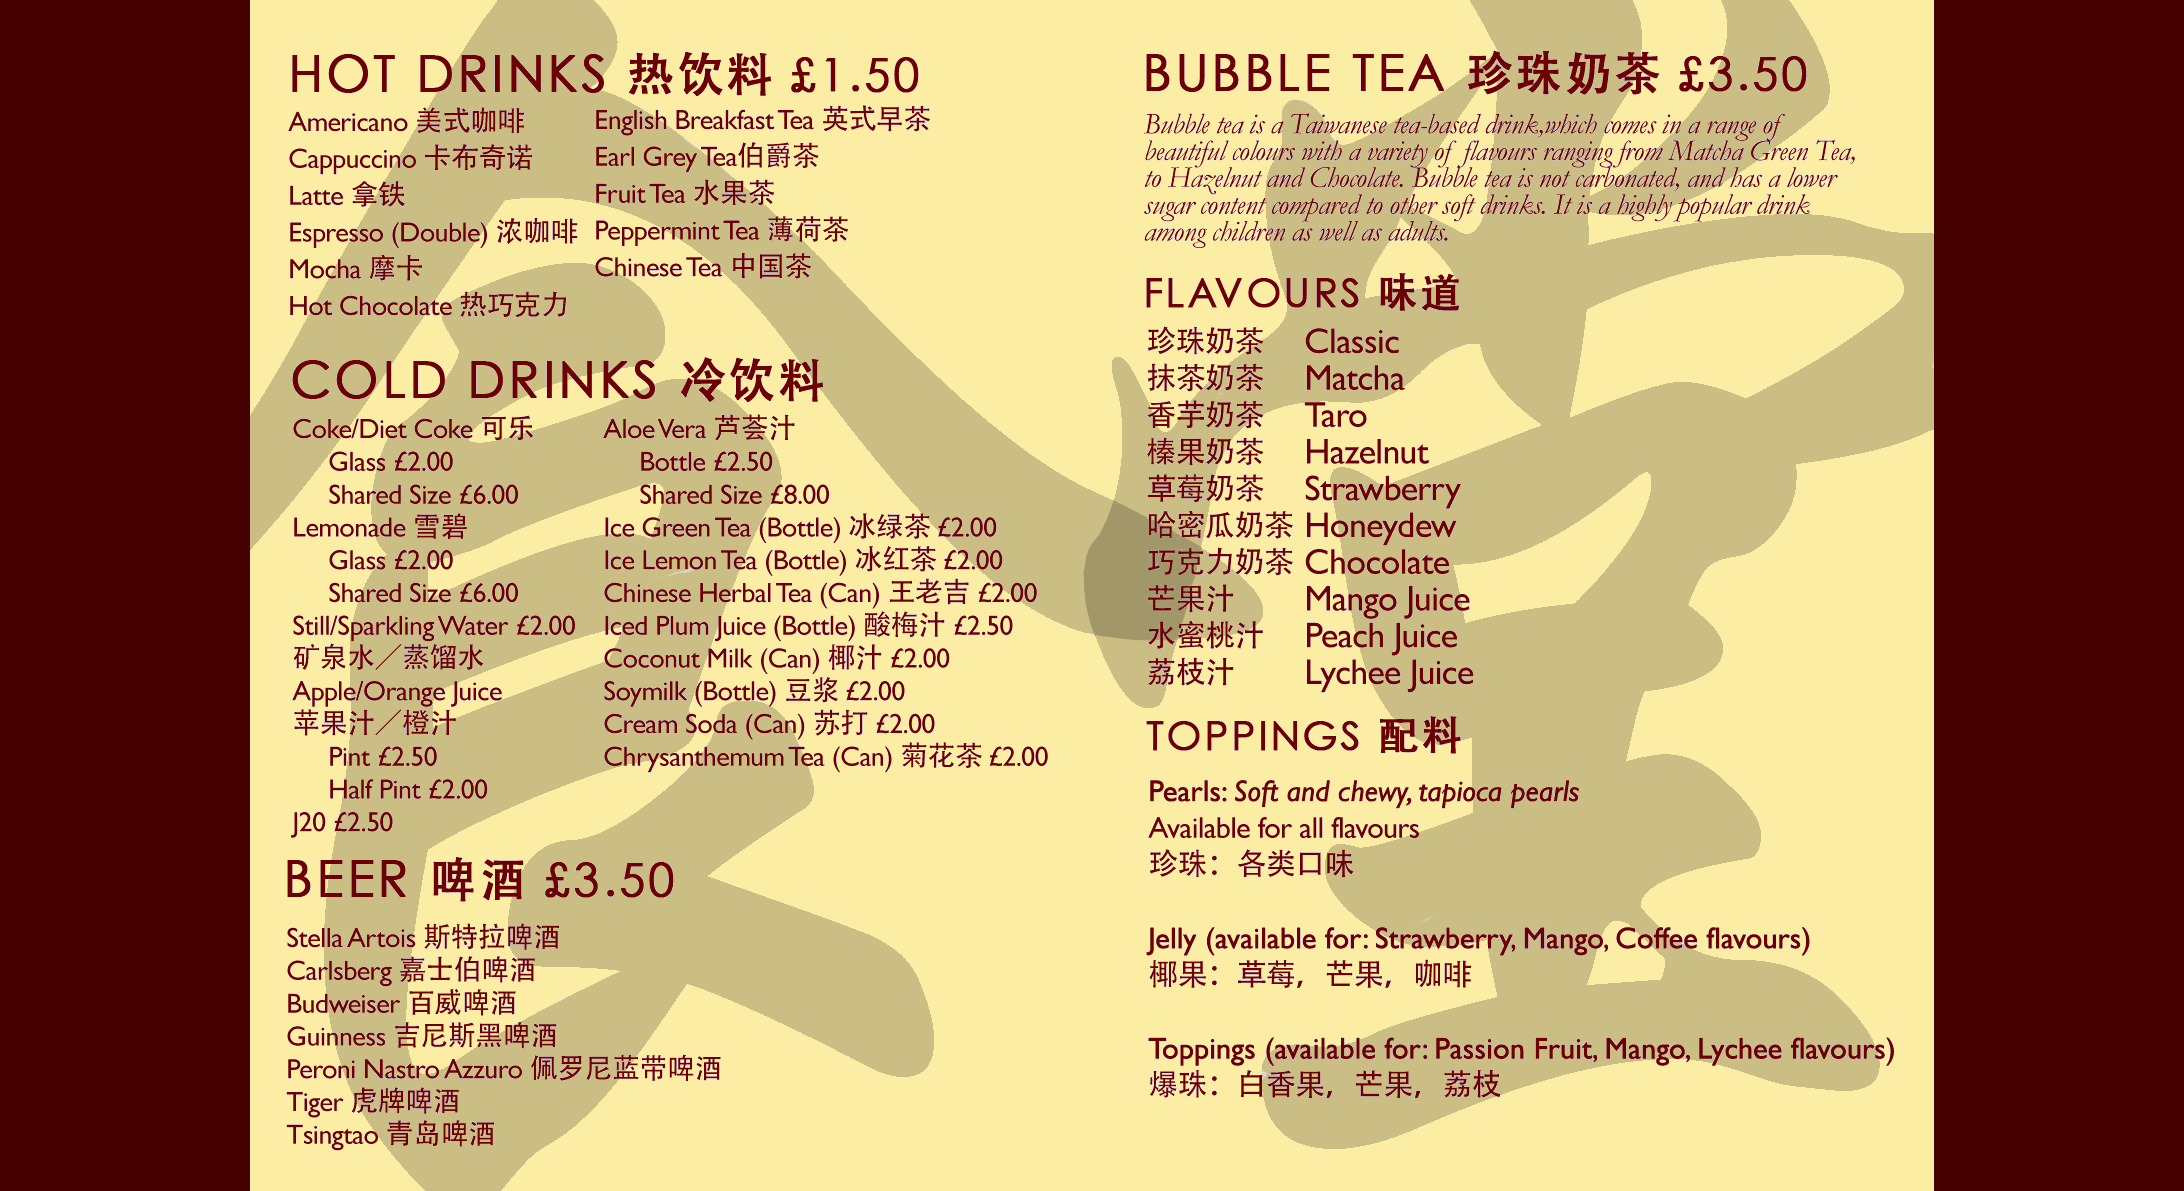 HOT DRINKS 热饮料 £1.50
Americano 美式咖啡
Cappuccino 卡布奇诺
Latte 拿铁
Espresso (Double) 浓咖啡
Mocha 摩卡
Hot Chocolate 热巧克力
English Breakfast Tea 英式早茶
Earl Grey Tea伯爵茶
Fruit Tea 水果茶
Peppermint Tea 薄荷茶
Chinese Tea 中国茶
COLD DRINKS 冷饮料
Coke/Diet Coke 可乐
Glass £2.00
Shared Size £6.00
Lemonade 雪碧
Glass £2.00
Shared Size £6.00
Still/Sparkling Water £2.00
矿泉水／蒸馏水
Apple/Orange Juice
苹果汁／橙汁
Pint £2.50
Half Pint £2.00
J20 £2.50
Aloe Vera 芦荟汁
Bottle £2.50
Shared Size £8.00
Ice Green Tea (Bottle) 冰绿茶 £2.00
Ice Lemon Tea (Bottle) 冰红茶 £2.00
Chinese Herbal Tea (Can) 王老吉 £2.00
Iced Plum Juice (Bottle) 酸梅汁 £2.50
Coconut Milk (Can) 椰汁 £2.00
Soymilk (Bottle) 豆浆 £2.00
Cream Soda (Can) 苏打 £2.00
Chrysanthemum Tea (Can) 菊花茶 £2.00
BEER 啤酒 £3.50
Stella Artois 斯特拉啤酒
Carlsberg 嘉士伯啤酒
Budweiser 百威啤酒
Guinness 吉尼斯黑啤酒
Peroni Nastro Azzuro 佩罗尼蓝带啤酒
Tiger 虎牌啤酒
Tsingtao 青岛啤酒
BUBBLE TEA 珍珠奶茶 £3.50
Bubble tea is a Taiwanese tea-based drink,which comes in a range of
beautiful colours with a variety of flavours ranging from Matcha Green Tea,
to Hazelnut and Chocolate. Bubble tea is not carbonated, and has a lower
sugar content compared to other soft drinks. It is a highly popular drink
among children as well as adults.
FLAVOURS 味道
珍珠奶茶 Classic
抹茶奶茶 Matcha
香芋奶茶 Taro
榛果奶茶 Hazelnut
草莓奶茶 Strawberry
哈密瓜奶茶 Honeydew
巧克力奶茶 Chocolate
芒果汁 Mango Juice
水蜜桃汁 Peach Juice
荔枝汁 Lychee Juice
TOPPINGS 配料
Pearls: Soft and chewy, tapioca pearls
Available for all flavours
珍珠：各类口味
Jelly (available for: Strawberry, Mango, Coffee flavours)
椰果：草莓，芒果，咖啡
Toppings (available for: Passion Fruit, Mango, Lychee flavours)
爆珠：白香果，芒果，荔枝